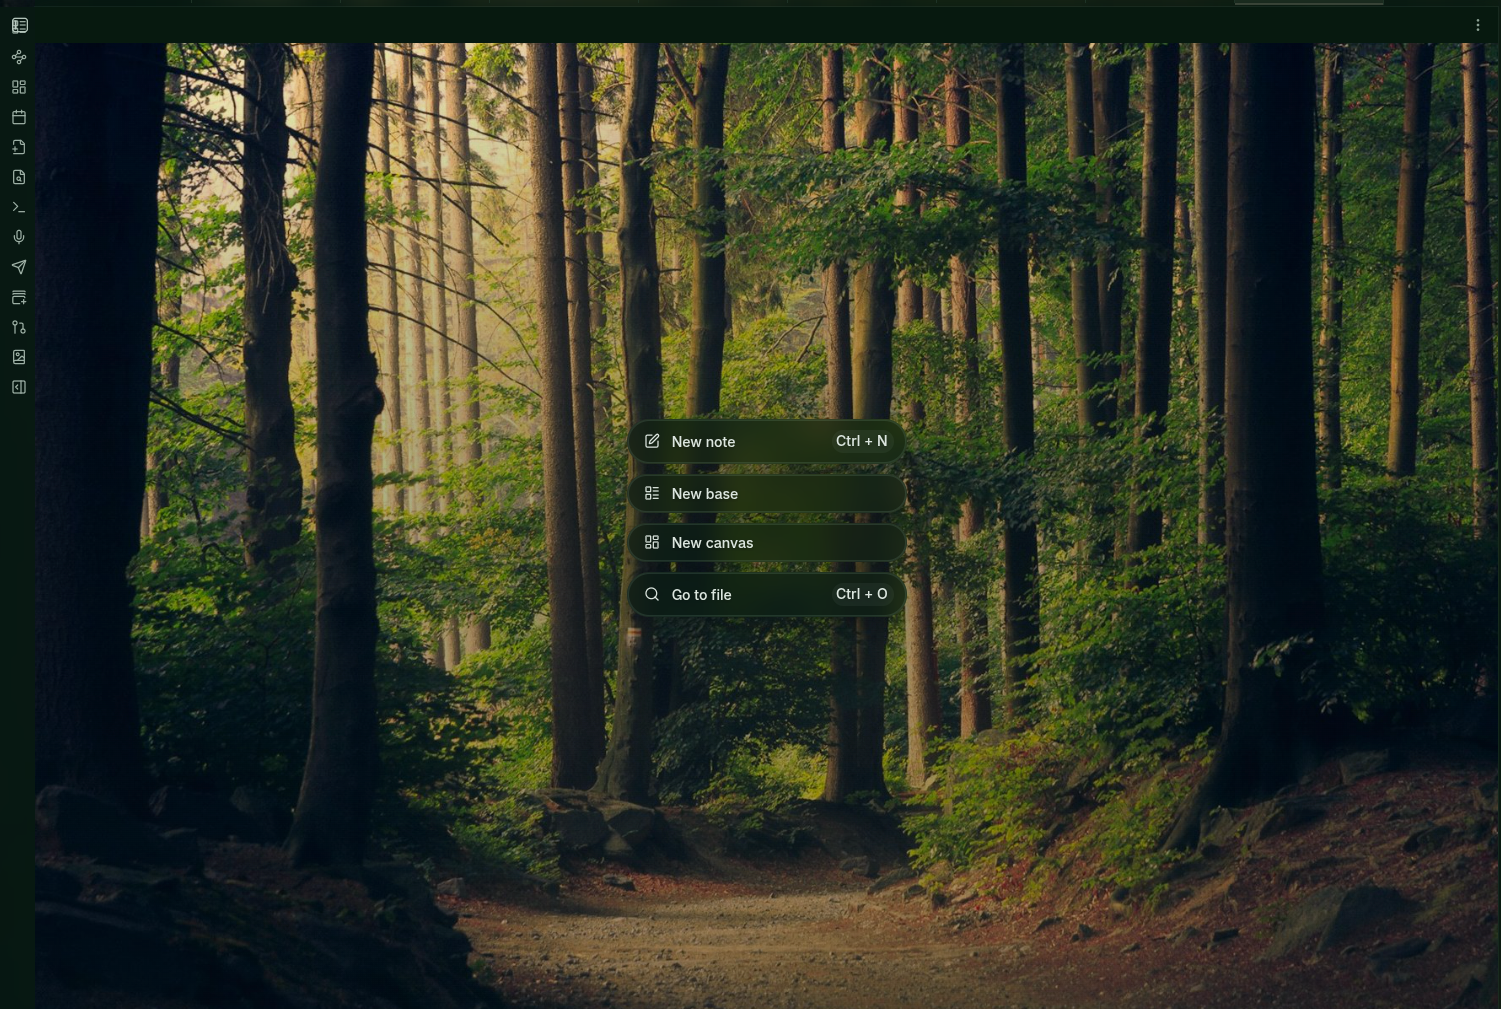 New note Ctrl + N
New base
New canvas
Go to file Ctrl + O